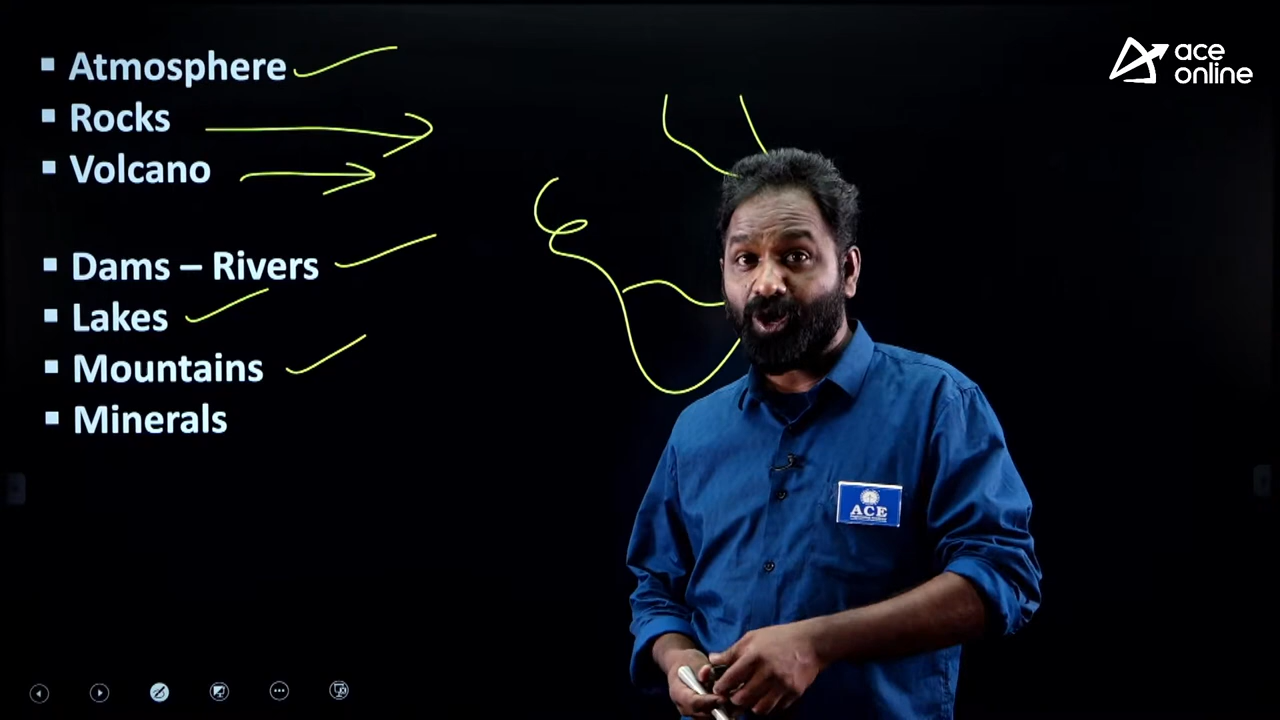 Atmosphere
Rocks
Volcano
Dams – Rivers
Lakes
Mountains
Minerals
ace
online
ACE